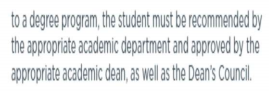 to a degree program, the student must be recommended by
the appropriate academic department and approved by the
appropriate academic dean, as well as the Dean's Council.